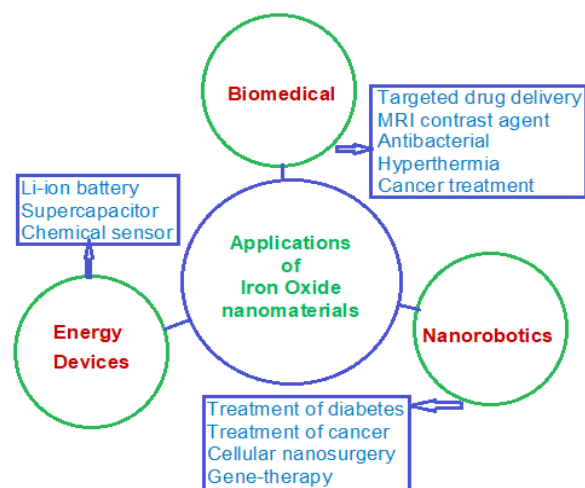 Biomedical
Targeted drug delivery
MRI contrast agent
Antibacterial
Hyperthermia
Cancer treatment
Li-ion battery
Supercapacitor
Chemical sensor
Applications
of
Iron Oxide
nanomaterials
Energy
Devices
Nanorobotics
Treatment of diabetes
Treatment of cancer
Cellular nanosurgery
Gene-therapy